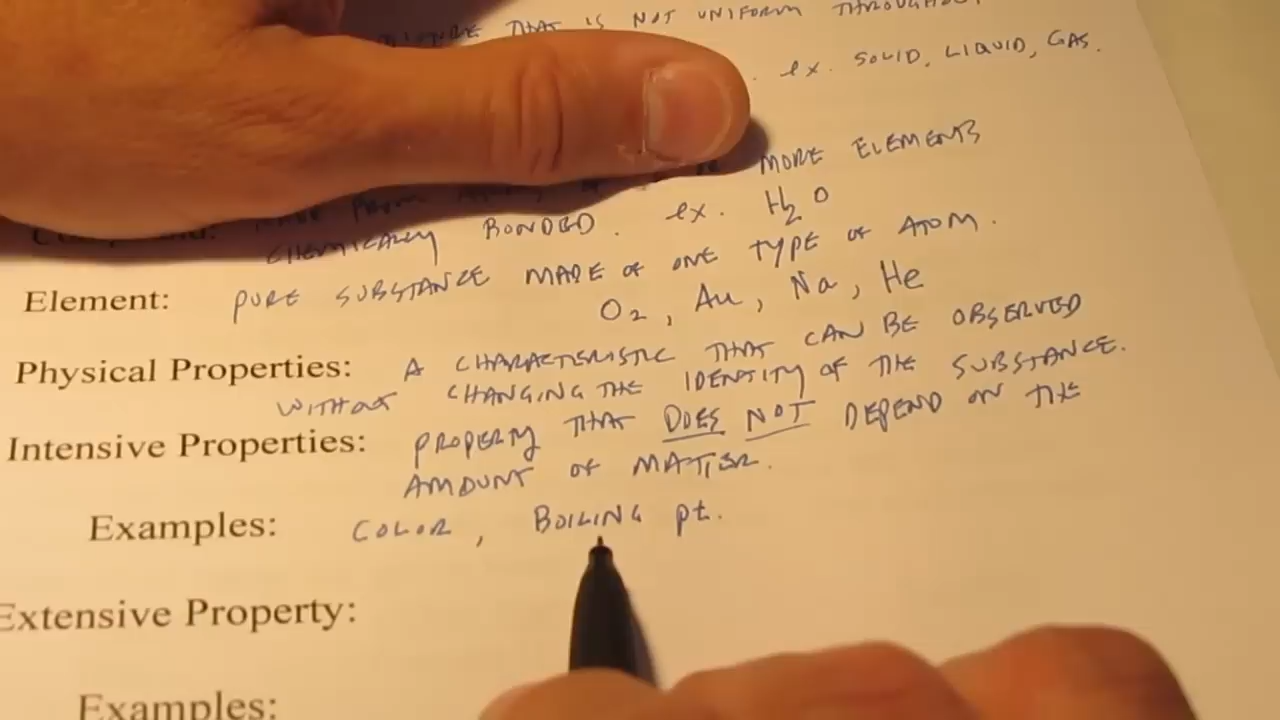 THAT IS NOT UNIFORM THROUGHOUT
. ex. SOLID, LIQUID, GAS.
MORE ELEMENTS
CHEMICALLY BONDED. ex. H2O
Element: PURE SUBSTANCE MADE OF ONE TYPE OF ATOM.
O2, Au, Na, He
Physical Properties: A CHARACTERISTIC THAT CAN BE OBSERVED
WITHOUT CHANGING THE IDENTITY OF THE SUBSTANCE.
Intensive Properties: PROPERTY THAT DOES NOT DEPEND ON THE
AMOUNT OF MATTER.
Examples: COLOR, BOILING pt.
Extensive Property:
Examples: